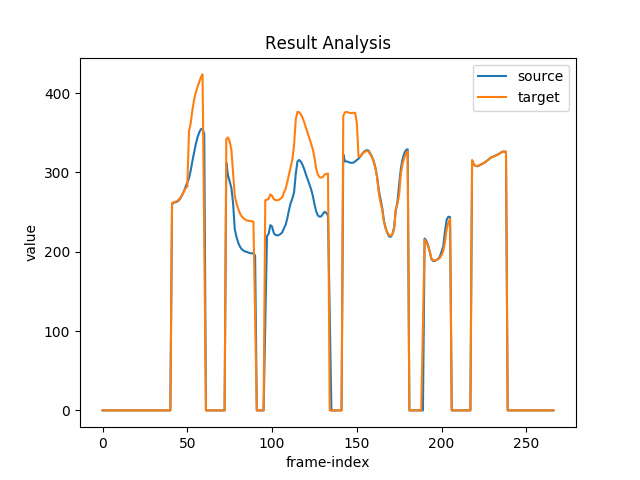 Result Analysis
source
target
value
400
300
200
100
0
0 50 100 150 200 250
frame-index